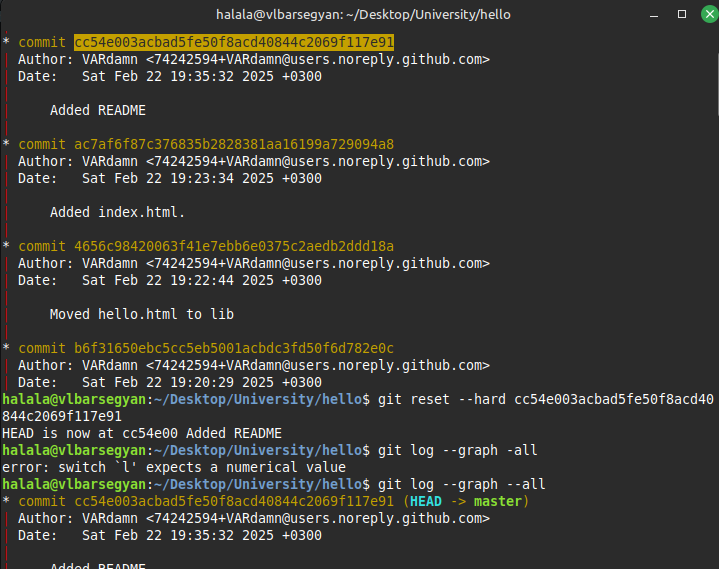 halala@vlbarsegyan: ~/Desktop/University/hello
* commit cc54e003acbad5fe50f8acd40844c2069f117e91
| Author: VARdamn <74242594+VARdamn@users.noreply.github.com>
| Date:   Sat Feb 22 19:35:32 2025 +0300
|
|     Added README
|
* commit ac7af6f87c376835b2828381aa16199a729094a8
| Author: VARdamn <74242594+VARdamn@users.noreply.github.com>
| Date:   Sat Feb 22 19:23:34 2025 +0300
|
|     Added index.html.
|
* commit 4656c98420063f41e7ebb6e0375c2aedb2ddd18a
| Author: VARdamn <74242594+VARdamn@users.noreply.github.com>
| Date:   Sat Feb 22 19:22:44 2025 +0300
|
|     Moved hello.html to lib
|
* commit b6f31650ebc5cc5eb5001acbdc3fd50f6d782e0c
| Author: VARdamn <74242594+VARdamn@users.noreply.github.com>
| Date:   Sat Feb 22 19:20:29 2025 +0300
halala@vlbarsegyan:~/Desktop/University/hello$ git reset --hard cc54e003acbad5fe50f8acd40
844c2069f117e91
HEAD is now at cc54e00 Added README
halala@vlbarsegyan:~/Desktop/University/hello$ git log --graph -all
error: switch `l' expects a numerical value
halala@vlbarsegyan:~/Desktop/University/hello$ git log --graph --all
* commit cc54e003acbad5fe50f8acd40844c2069f117e91 (HEAD -> master)
| Author: VARdamn <74242594+VARdamn@users.noreply.github.com>
| Date:   Sat Feb 22 19:35:32 2025 +0300
|
|     Added README